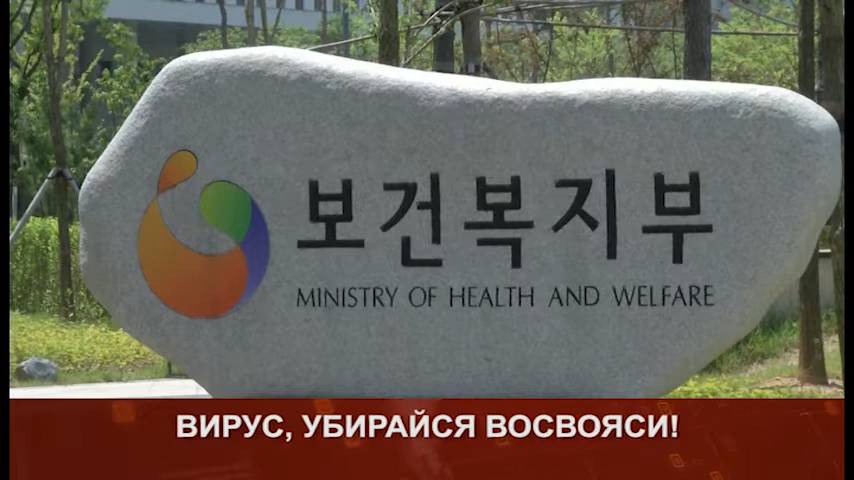 보건복지부
MINISTRY OF HEALTH AND WELFARE
ВИРУС, УБИРАЙСЯ ВОСВОЯСИ!